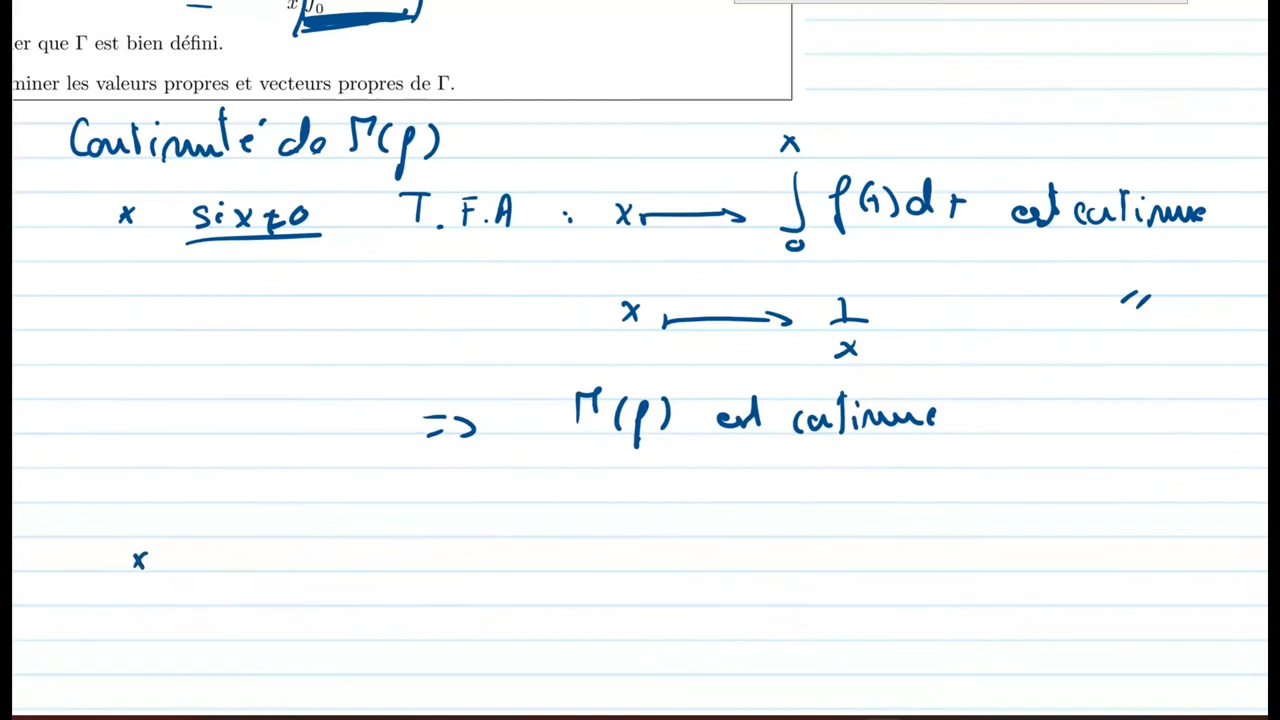 x ∫0
er que Γ est bien défini.
miner les valeurs propres et vecteurs propres de Γ.
Continuité de Γ(f)
* si x≠0 T.F.A : x ⟼ ∫₀ˣ f(t)dt est continue
x ⟼ 1/x "
=> Γ(f) est continue
*